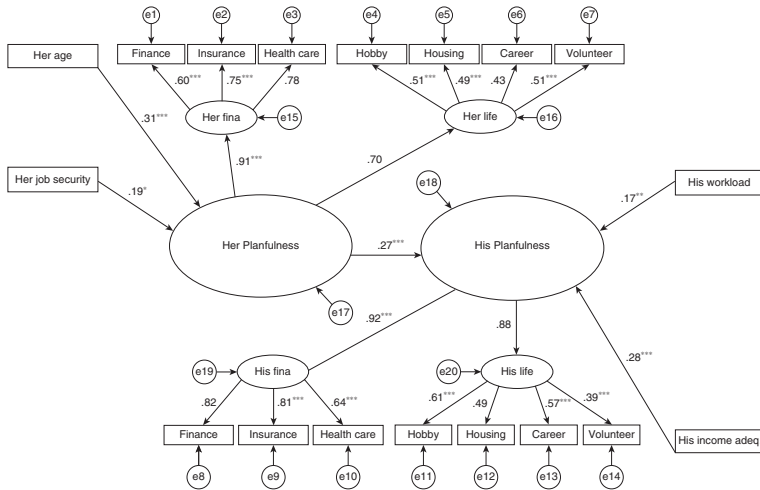 e1 e2 e3 e4 e5 e6 e7
Her age Finance Insurance Health care Hobby Housing Career Volunteer
.60*** .75*** .78 .51*** .49*** .43 .51***
Her fina e15 Her life e16
.31*** .91*** .70
Her job security e18 His workload
.19* .17**
Her Planfulness .27*** His Planfulness
e17
.92*** .88 .28***
e19 His fina e20 His life
.82 .81*** .64*** .61*** .49 .57*** .39***
Finance Insurance Health care Hobby Housing Career Volunteer His income adeq
e8 e9 e10 e11 e12 e13 e14